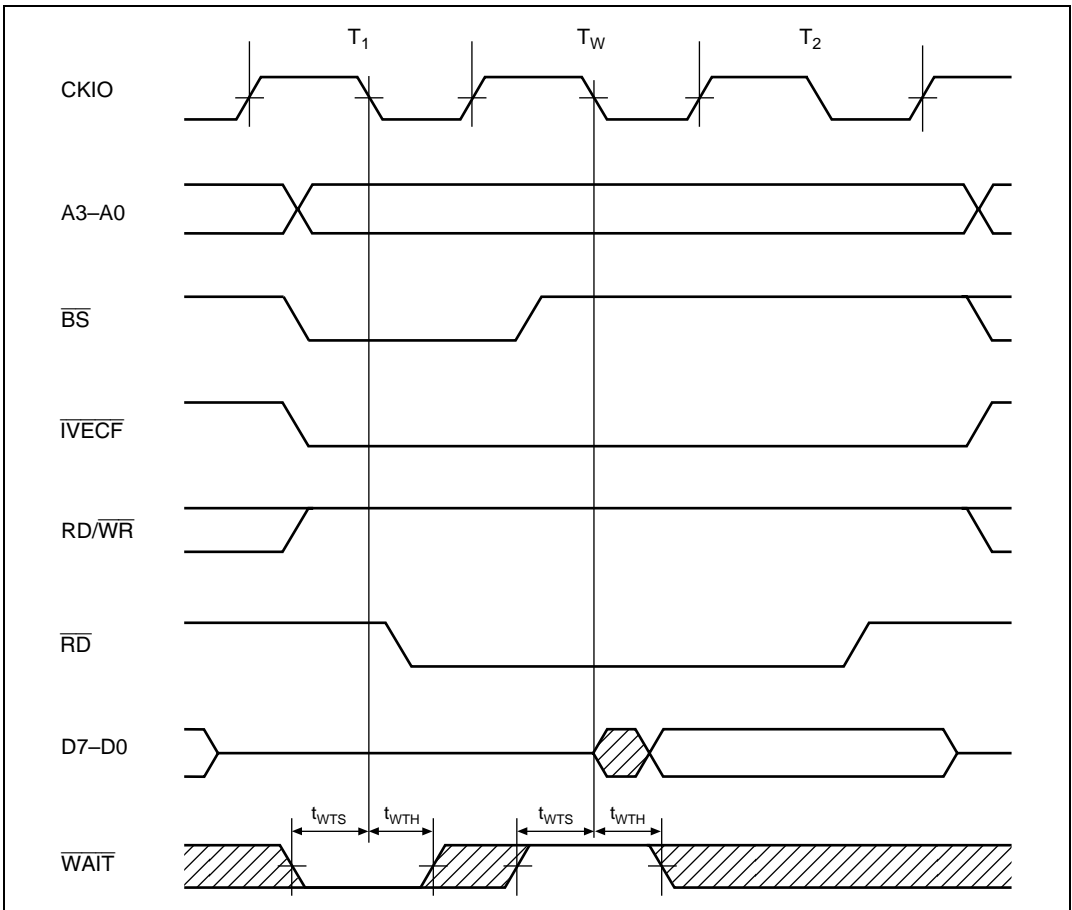 T1 TW T2
CKIO
A3–A0
BS
IVECF
RD/WR
RD
D7–D0
tWTS tWTH tWTS tWTH
WAIT